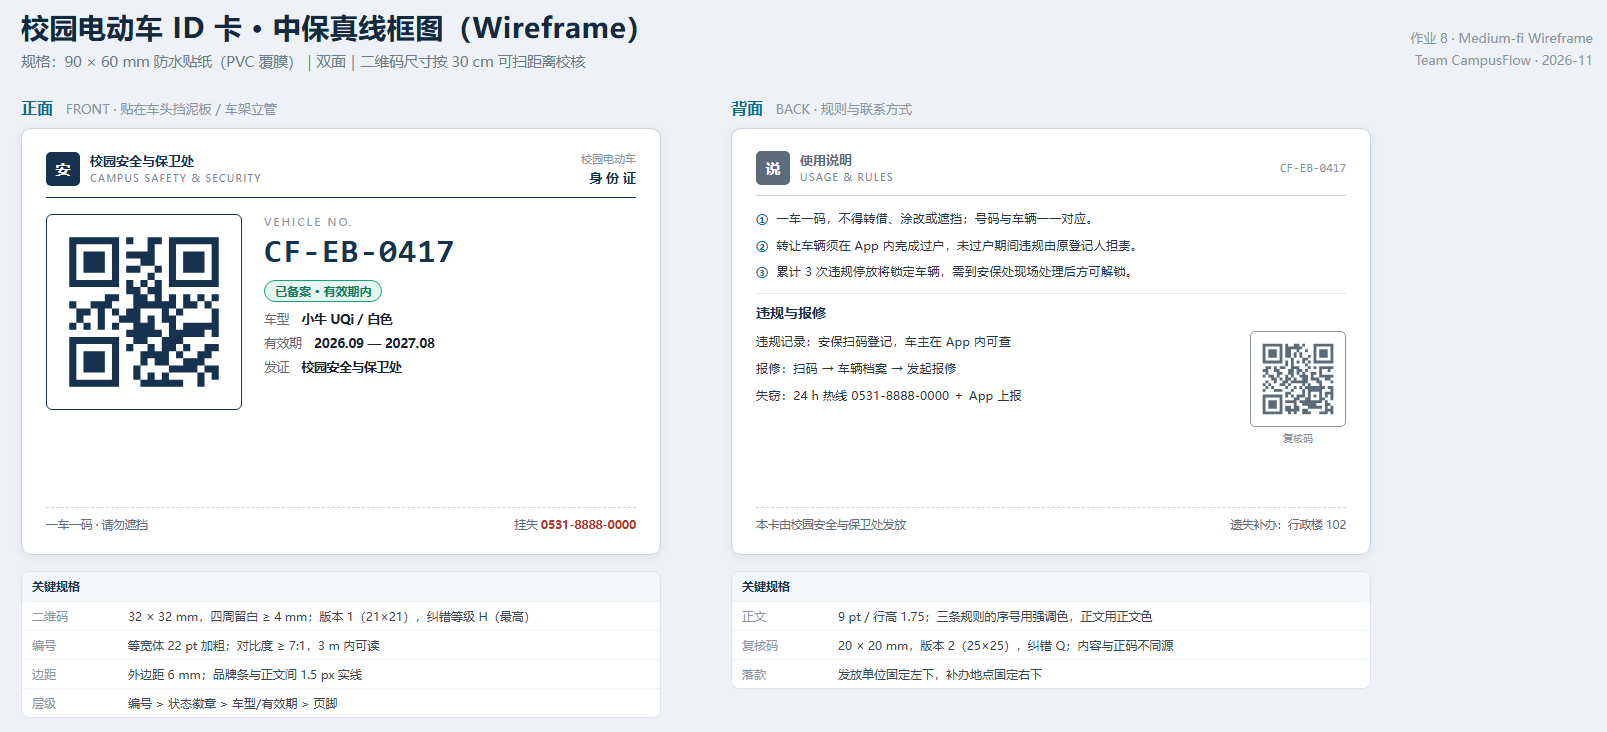 校园电动车 ID 卡 · 中保真线框图（Wireframe）
规格：90 × 60 mm 防水贴纸（PVC 覆膜）｜双面｜二维码尺寸按 30 cm 可扫距离校核
作业 8 · Medium-fi Wireframe
Team CampusFlow · 2026-11
正面 FRONT · 贴在车头挡泥板 / 车架立管
安
校园安全与保卫处
CAMPUS SAFETY & SECURITY
校园电动车
身份证
VEHICLE NO.
CF-EB-0417
已备案 · 有效期内
车型 小牛 UQi / 白色
有效期 2026.09 — 2027.08
发证 校园安全与保卫处
一车一码 · 请勿遮挡
挂失 0531-8888-0000
关键规格
二维码 32 × 32 mm，四周留白 ≥ 4 mm；版本 1（21×21），纠错等级 H（最高）
编号 等宽体 22 pt 加粗；对比度 ≥ 7:1，3 m 内可读
边距 外边距 6 mm；品牌条与正文间 1.5 px 实线
层级 编号 > 状态徽章 > 车型/有效期 > 页脚
背面 BACK · 规则与联系方式
说
使用说明
USAGE & RULES
CF-EB-0417
① 一车一码，不得转借、涂改或遮挡；号码与车辆一一对应。
② 转让车辆须在 App 内完成过户，未过户期间违规由原登记人担责。
③ 累计 3 次违规停放将锁定车辆，需到安保处现场处理后方可解锁。
违规与报修
违规记录：安保扫码登记，车主在 App 内可查
报修：扫码 → 车辆档案 → 发起报修
失窃：24 h 热线 0531-8888-0000 + App 上报
复核码
本卡由校园安全与保卫处发放
遗失补办：行政楼 102
关键规格
正文 9 pt / 行高 1.75；三条规则的序号用强调色，正文用正文色
复核码 20 × 20 mm，版本 2（25×25），纠错 Q；内容与正码不同源
落款 发放单位固定左下，补办地点固定右下